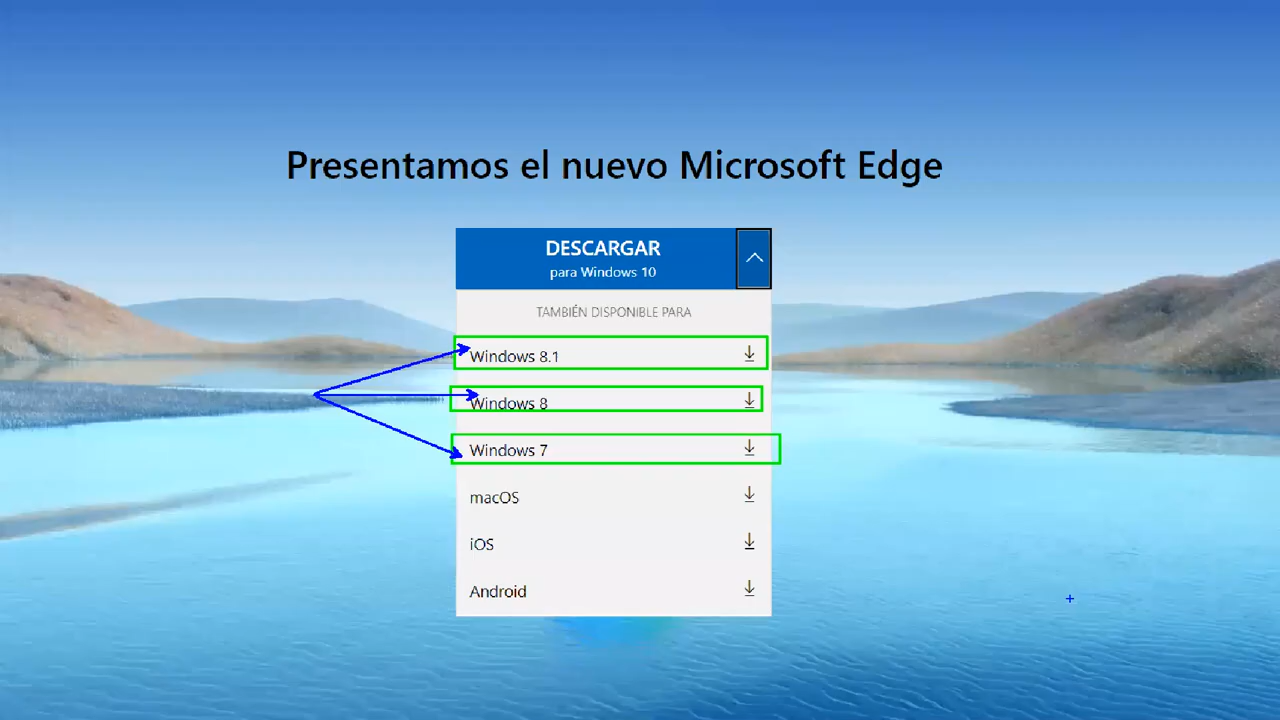 Presentamos el nuevo Microsoft Edge
DESCARGAR
para Windows 10
TAMBIÉN DISPONIBLE PARA
Windows 8.1
Windows 8
Windows 7
macOS
iOS
Android